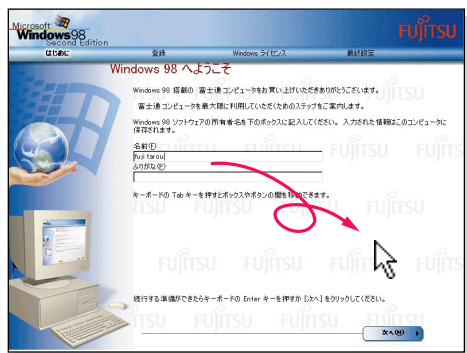 Microsoft
Windows98
Second Edition
FUJITSU
はじめに 登録 Windows ライセンス 最終設定
Windows 98 へようこそ
Windows 98 搭載の 富士通 コンピュータをお買い上げいただきありがとうございます。
富士通 コンピュータを最大限に利用していただくためのステップをご案内します。
Windows 98 ソフトウェアの所有者名を下のボックスに記入してください。 入力された情報はこのコンピュータに
保存されます。
名前(F)
fuji tarou
ふりがな(P)
キーボードの Tab キーを押すとボックスやボタンの間を移動できます。
続行する準備ができたらキーボードの Enter キーを押すか [次へ] をクリックしてください。
次へ(N)